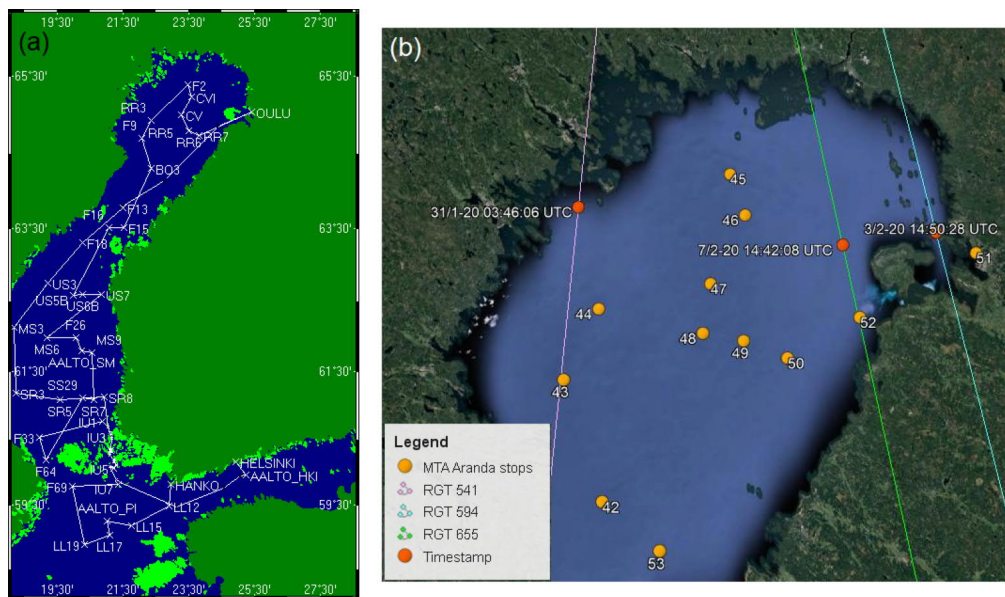 (a)
19°30' 21°30' 23°30' 25°30'
65°30' 65°30'
F2
CVI
RR3
OULU
F9
CV
RR5
RR6
RR7
BO3
F16
F13
63°30' 63°30'
F15
F18
US3
US5B
US7
US6B
MS3
F26
MS6
MS9
AALTO
SM
61°30' 61°30'
SS29
SR3
SR8
SR5
SR7
IU1
F33
IU3
F64
IU5
HELSINKI
AALTO_HKI
F69
IU7
HANKO
59°30' 59°30'
AALTO_PI
LL12
LL15
LL17
LL19
19°30' 21°30' 23°30' 25°30'
(b)
45
31/1-20 03:46:06 UTC
46
3/2-20 14:50:28 UTC
7/2-20 14:42:08 UTC
51
47
44
52
48
49
50
43
42
53
Legend
MTA Aranda stops
RGT 541
RGT 594
RGT 655
Timestamp